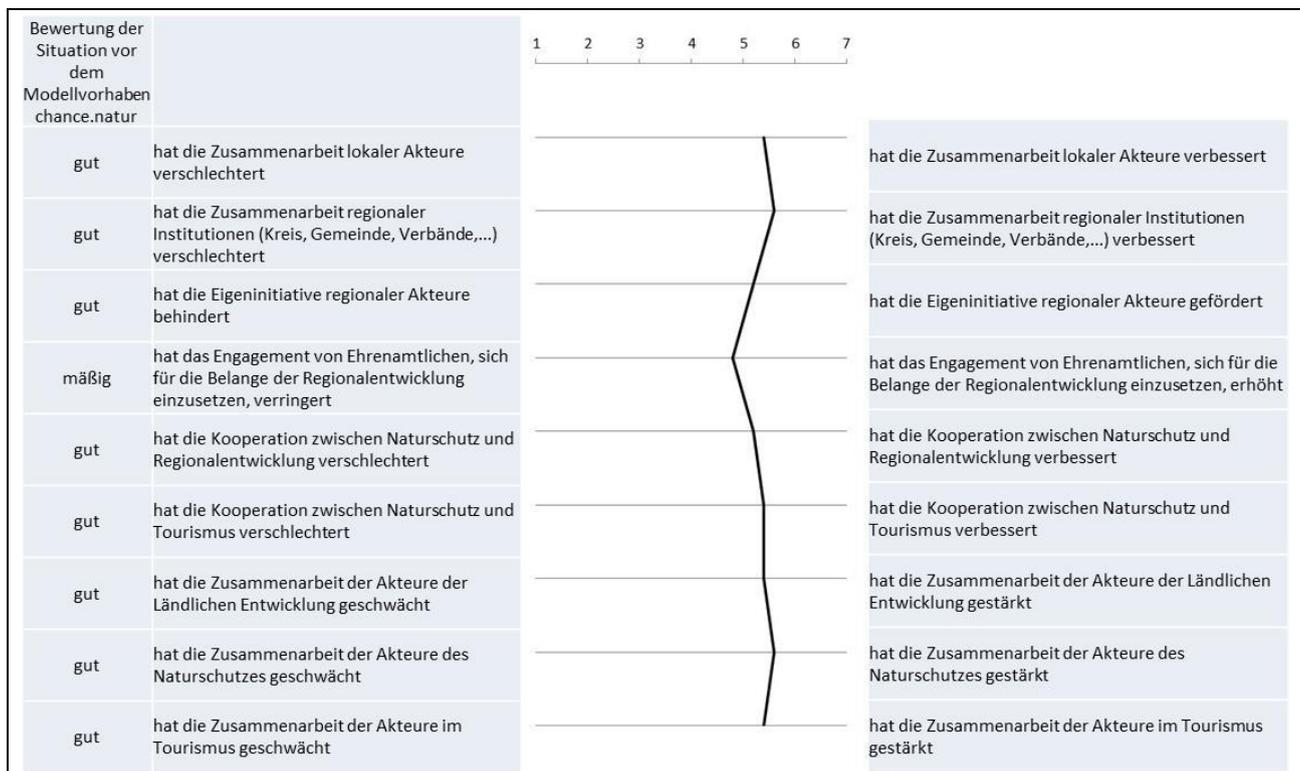 Bewertung der
Situation vor
dem
Modellvorhaben
chance.natur
1 2 3 4 5 6 7
gut
hat die Zusammenarbeit lokaler Akteure
verschlechtert
hat die Zusammenarbeit lokaler Akteure verbessert
gut
hat die Zusammenarbeit regionaler
Institutionen (Kreis, Gemeinde, Verbände,...)
verschlechtert
hat die Zusammenarbeit regionaler Institutionen
(Kreis, Gemeinde, Verbände,...) verbessert
gut
hat die Eigeninitiative regionaler Akteure
behindert
hat die Eigeninitiative regionaler Akteure gefördert
mäßig
hat das Engagement von Ehrenamtlichen, sich
für die Belange der Regionalentwicklung
einzusetzen, verringert
hat das Engagement von Ehrenamtlichen, sich für die
Belange der Regionalentwicklung einzusetzen, erhöht
gut
hat die Kooperation zwischen Naturschutz und
Regionalentwicklung verschlechtert
hat die Kooperation zwischen Naturschutz und
Regionalentwicklung verbessert
gut
hat die Kooperation zwischen Naturschutz und
Tourismus verschlechtert
hat die Kooperation zwischen Naturschutz und
Tourismus verbessert
gut
hat die Zusammenarbeit der Akteure der
Ländlichen Entwicklung geschwächt
hat die Zusammenarbeit der Akteure der Ländlichen
Entwicklung gestärkt
gut
hat die Zusammenarbeit der Akteure des
Naturschutzes geschwächt
hat die Zusammenarbeit der Akteure des
Naturschutzes gestärkt
gut
hat die Zusammenarbeit der Akteure im
Tourismus geschwächt
hat die Zusammenarbeit der Akteure im Tourismus
gestärkt